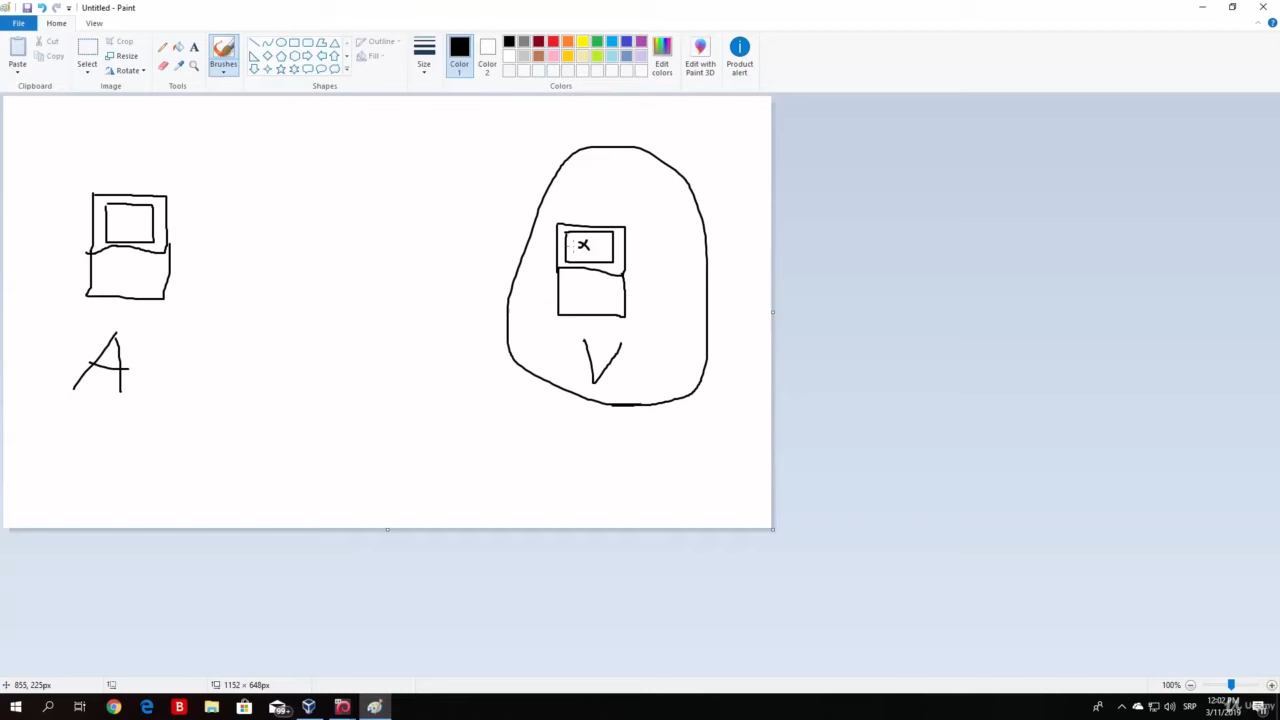 Untitled - Paint
File
Home
View
Paste
Cut
Copy
Clipboard
Select
Crop
Resize
Rotate
Image
Tools
Brushes
Outline
Fill
Shapes
Size
Color 1
Color 2
Edit colors
Colors
Edit with Paint 3D
Product alert
x
A
V
855, 225px
1152 × 648px
100%
SRP
12:02 PM
3/11/2019
Udemy